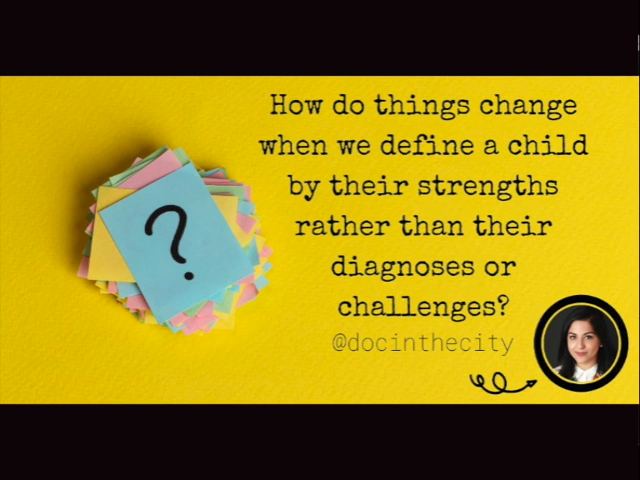 How do things change
when we define a child
by their strengths
rather than their
diagnoses or
challenges?
@docinthecity
?